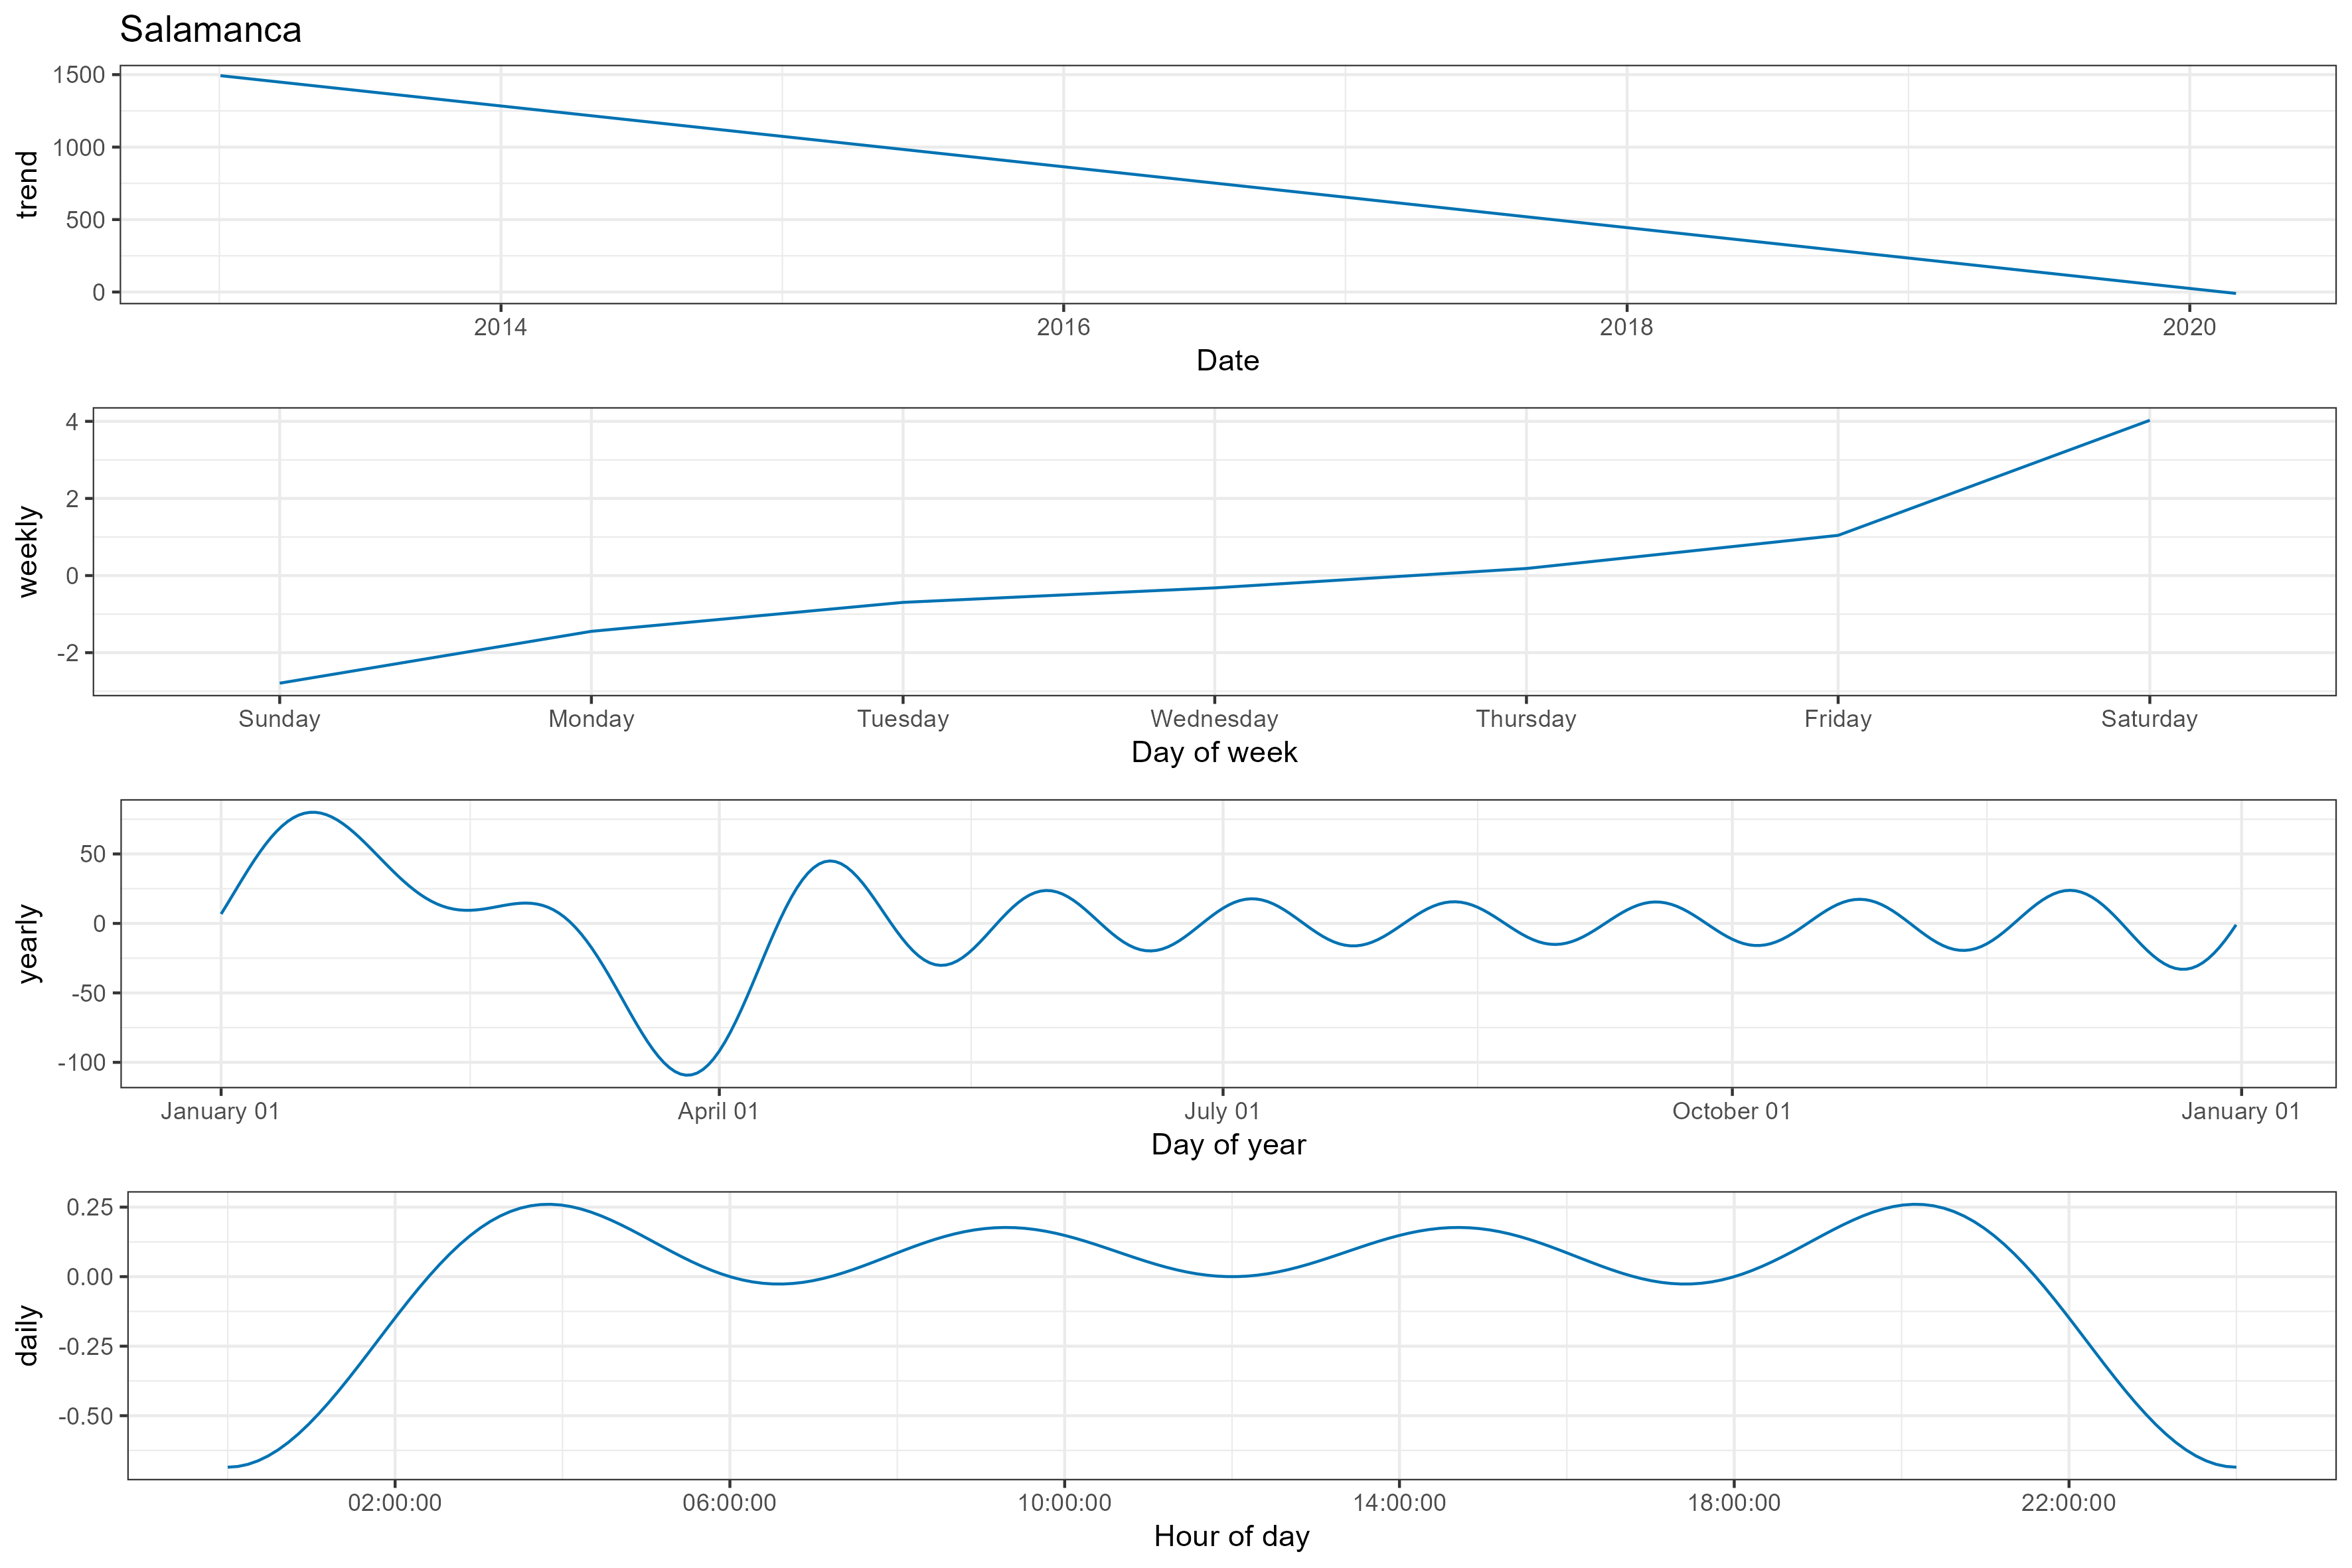 Salamanca
1500
1000
500
0
trend
2014 2016 2018 2020
Date
4
2
0
-2
weekly
Sunday Monday Tuesday Wednesday Thursday Friday Saturday
Day of week
50
0
-50
-100
yearly
January 01 April 01 July 01 October 01 January 01
Day of year
0.25
0.00
-0.25
-0.50
daily
02:00:00 06:00:00 10:00:00 14:00:00 18:00:00 22:00:00
Hour of day